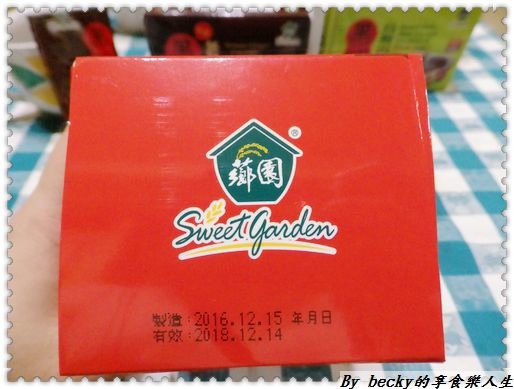 薌園
®
Sweet Garden
製造:2016.12.15 年月日
有效:2018.12.14
By becky的享食樂人生